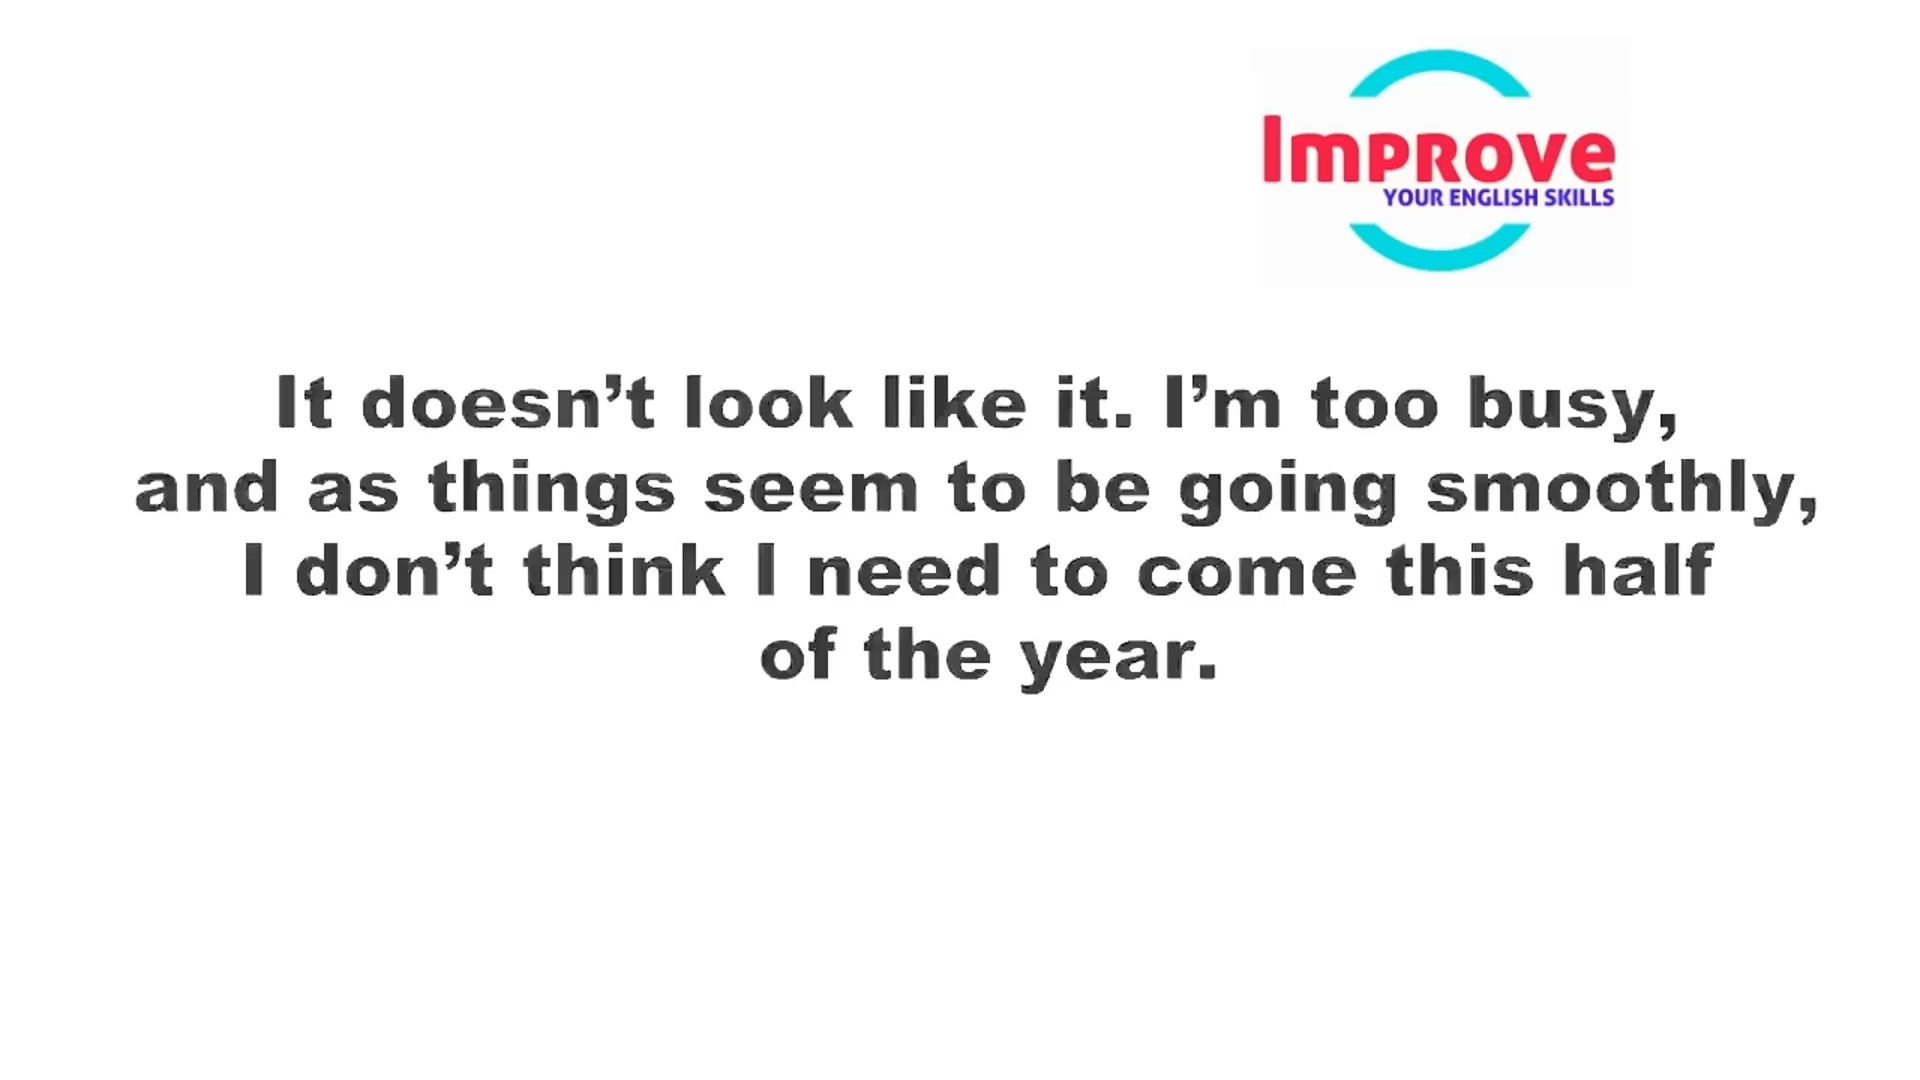 Improve
YOUR ENGLISH SKILLS
It doesn’t look like it. I’m too busy,
and as things seem to be going smoothly,
I don’t think I need to come this half
of the year.